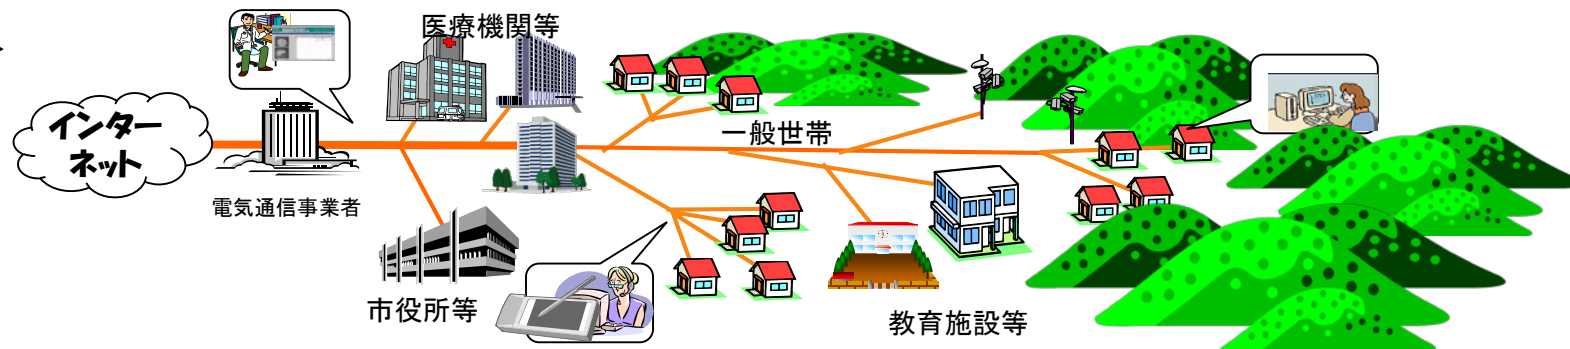 医療機関等
インター
ネット
一般世帯
電気通信事業者
市役所等
教育施設等